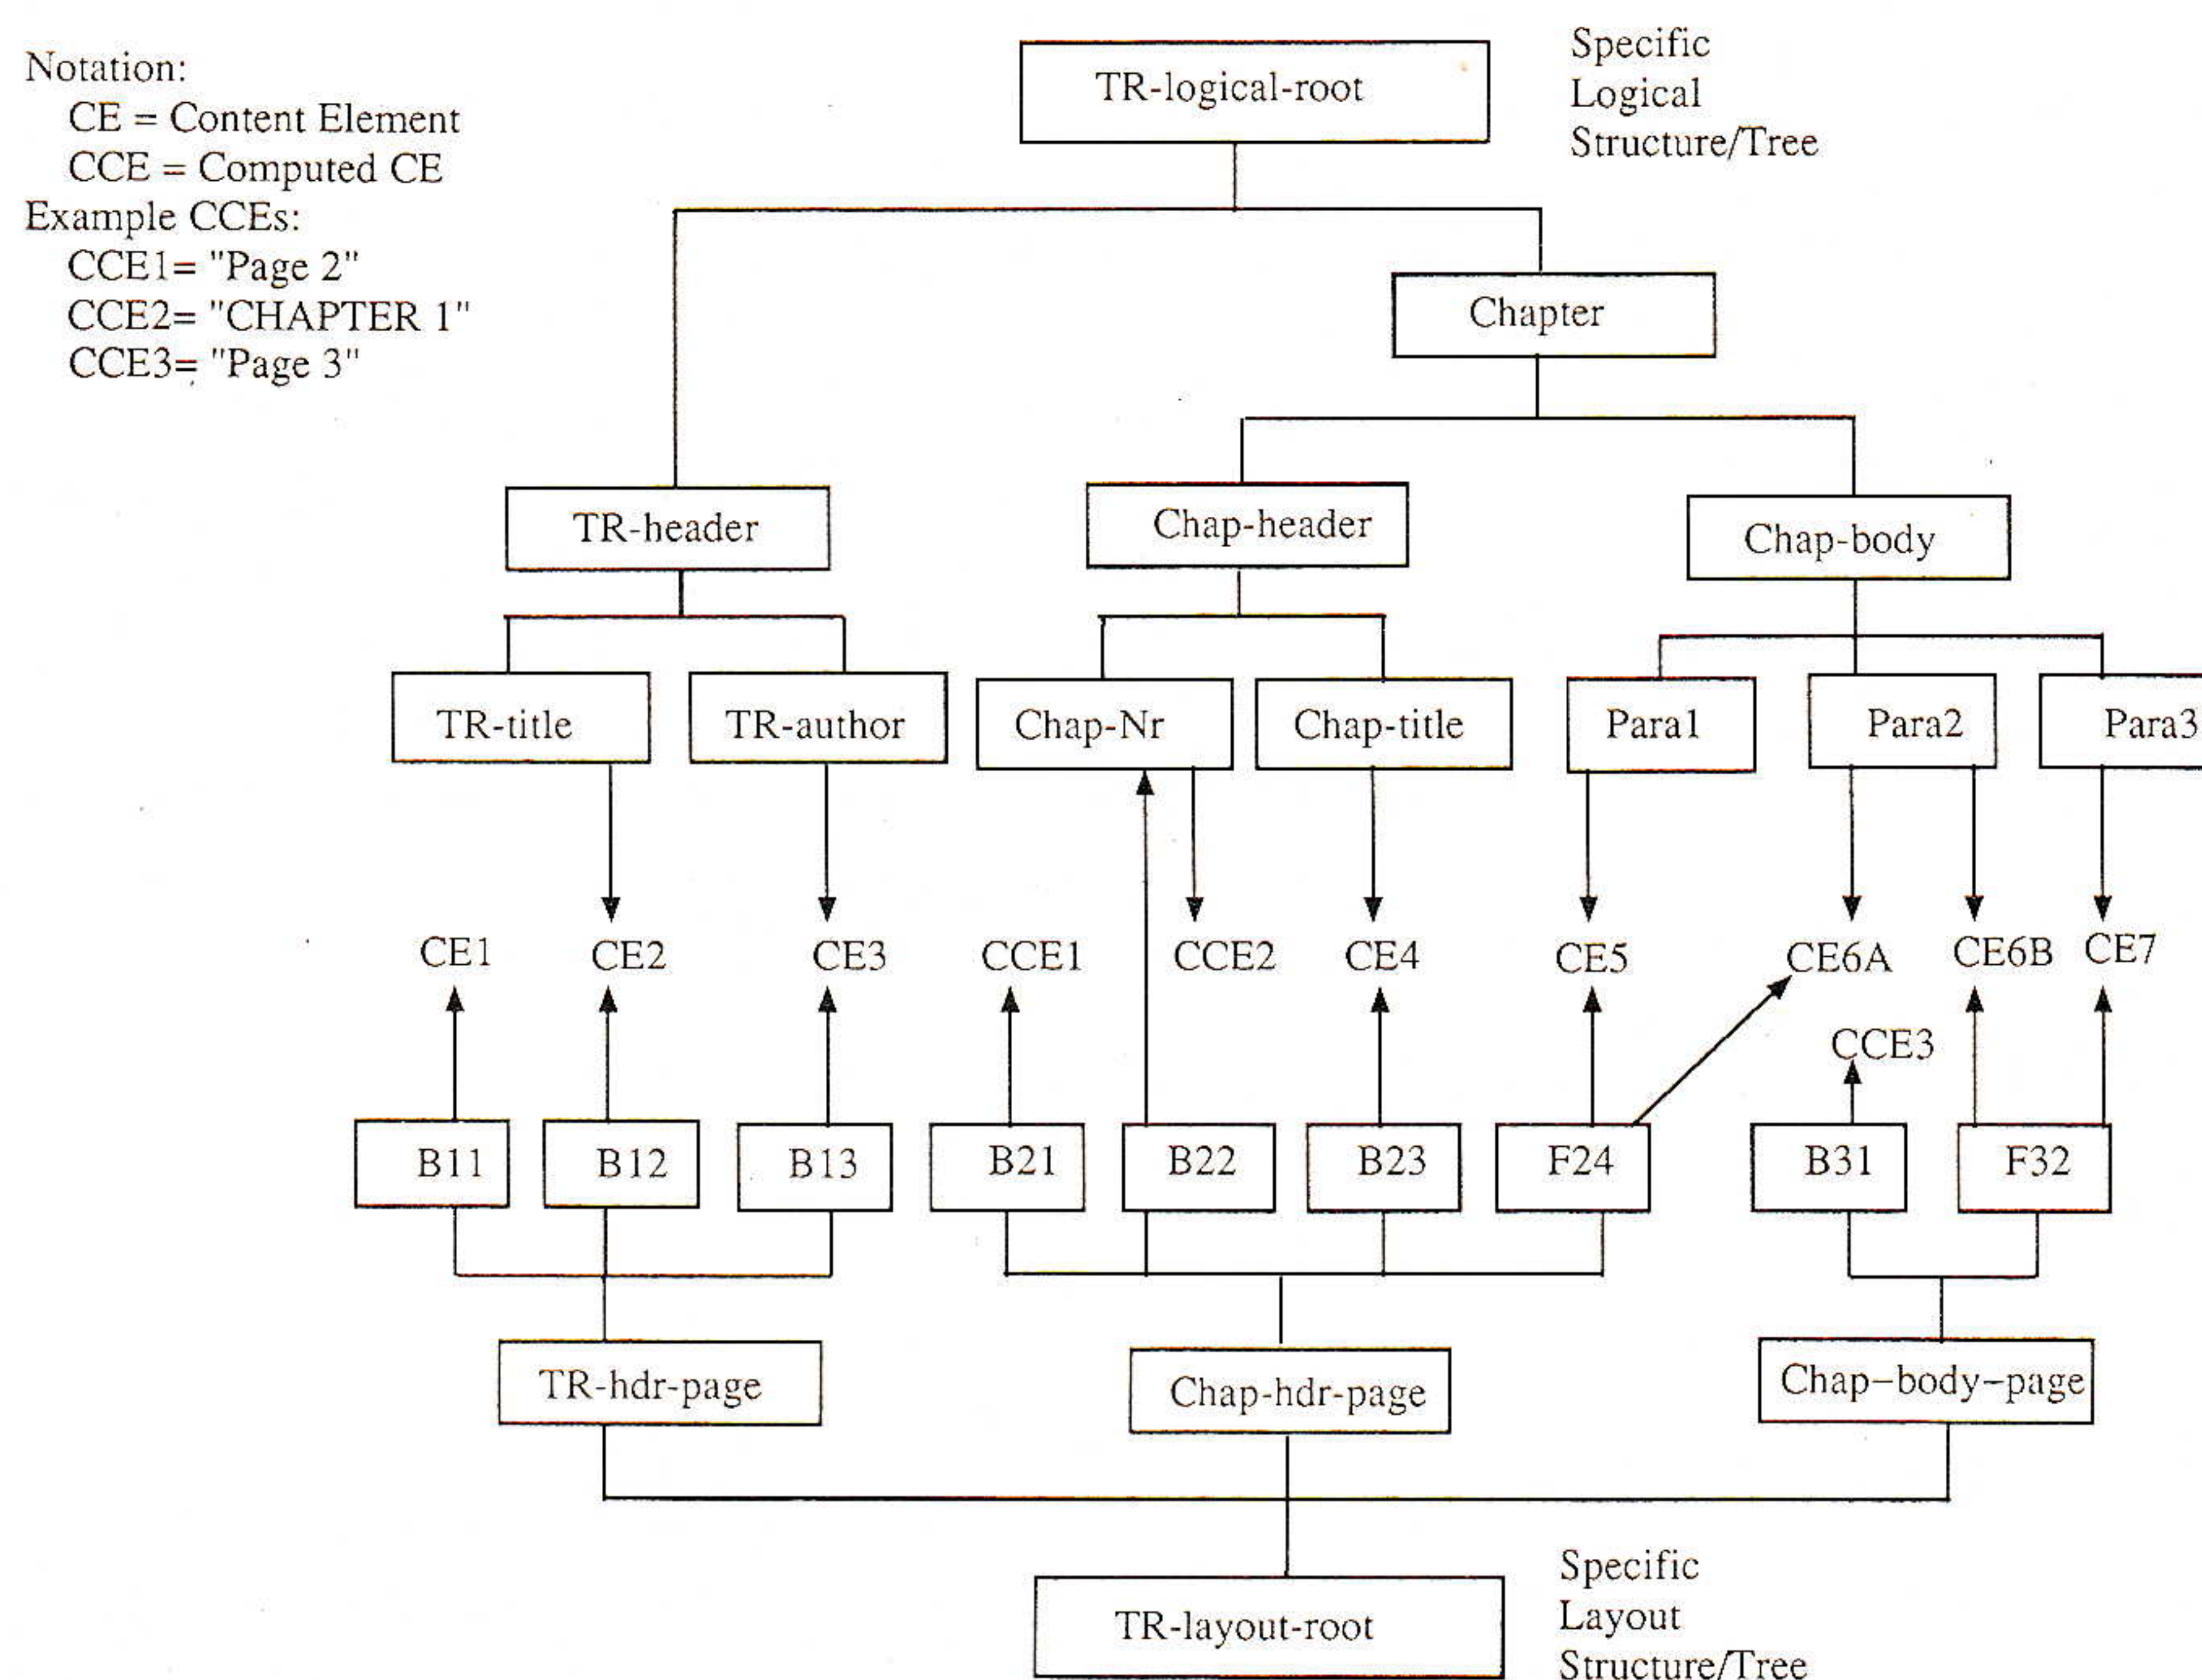 Notation:
CE = Content Element
CCE = Computed CE
Example CCEs:
CCE1= "Page 2"
CCE2= "CHAPTER 1"
CCE3= "Page 3"
TR-logical-root
Specific
Logical
Structure/Tree
Chapter
TR-header
Chap-header
Chap-body
TR-title
TR-author
Chap-Nr
Chap-title
Para1
Para2
Para3
CE1
CE2
CE3
CCE1
CCE2
CE4
CE5
CE6A
CE6B
CE7
CCE3
B11
B12
B13
B21
B22
B23
F24
B31
F32
TR-hdr-page
Chap-hdr-page
Chap-body-page
TR-layout-root
Specific
Layout
Structure/Tree